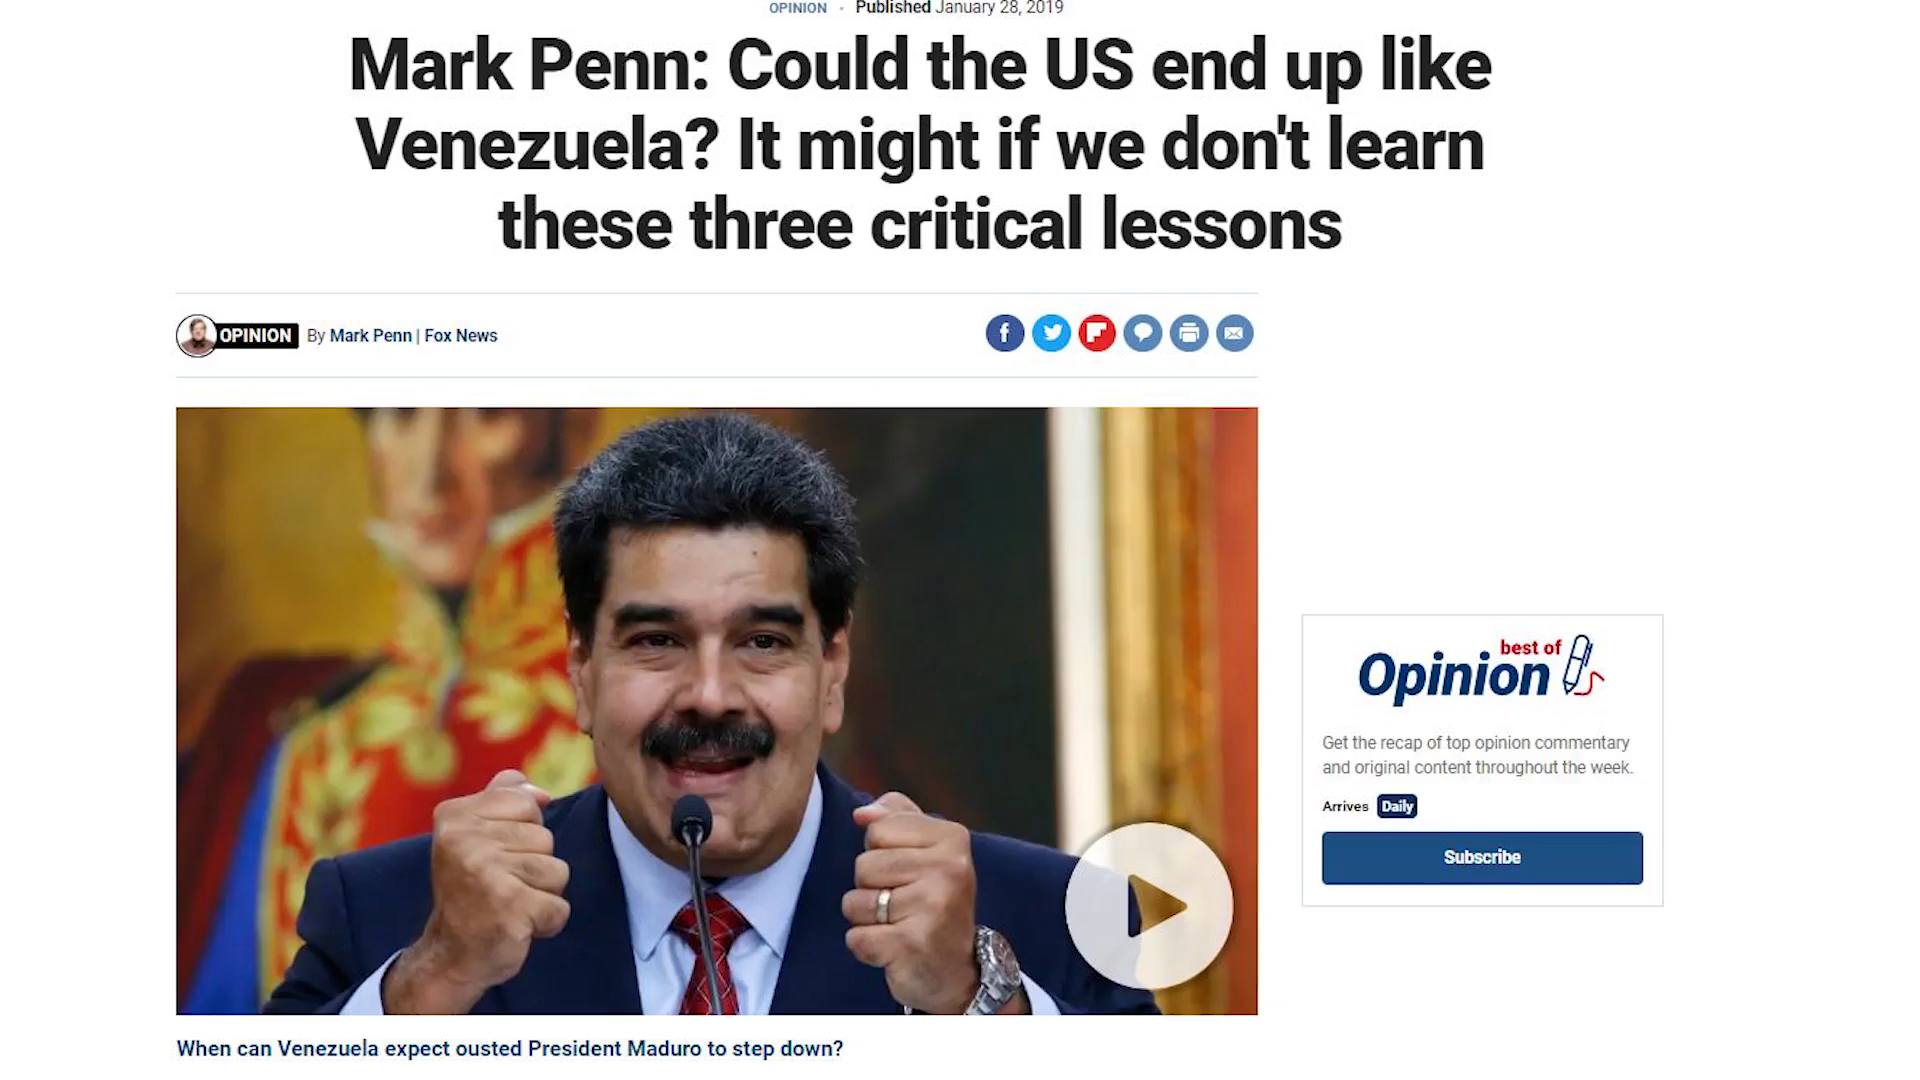 OPINION · Published January 28, 2019
Mark Penn: Could the US end up like
Venezuela? It might if we don't learn
these three critical lessons
OPINION By Mark Penn | Fox News
best of
Opinion
Get the recap of top opinion commentary
and original content throughout the week.
Arrives Daily
Subscribe
When can Venezuela expect ousted President Maduro to step down?